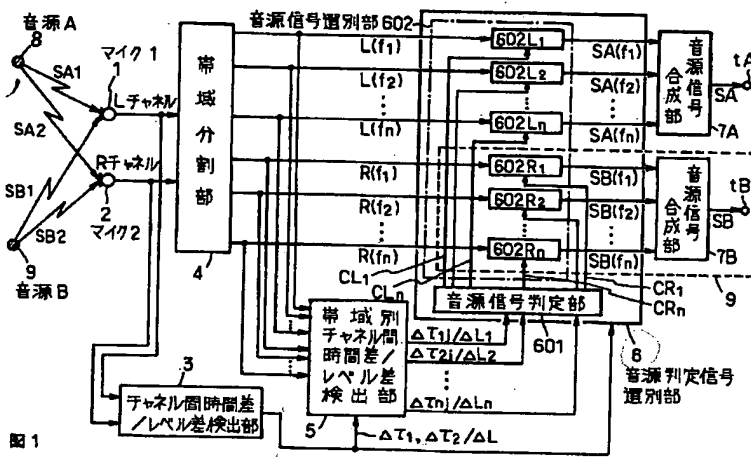 音源A
8
SA1
マイク1
1
Lチャネル
SA2
Rチャネル
SB1
2
SB2
マイク2
9
音源B
帯域分割部
4
音源信号選別部602
L(f1)
L(f2)
L(fn)
R(f1)
R(f2)
R(fn)
602L1
602L2
602Ln
602R1
602R2
602Rn
SA(f1)
SA(f2)
SA(fn)
SB(f1)
SB(f2)
SB(fn)
音源信号合成部
7A
tA
SA
音源信号合成部
7B
tB
SB
CL1
CLn
CR1
CRn
9
音源信号判定部
601
6
音源判定信号
選別部
帯域別
チャネル間
時間差/
レベル差
検出部
5
Δτ1j/ΔL1
Δτ2j/ΔL2
Δτnj/ΔLn
3
チャネル間時間差
/レベル差検出部
Δτ1,Δτ2/ΔL
図1